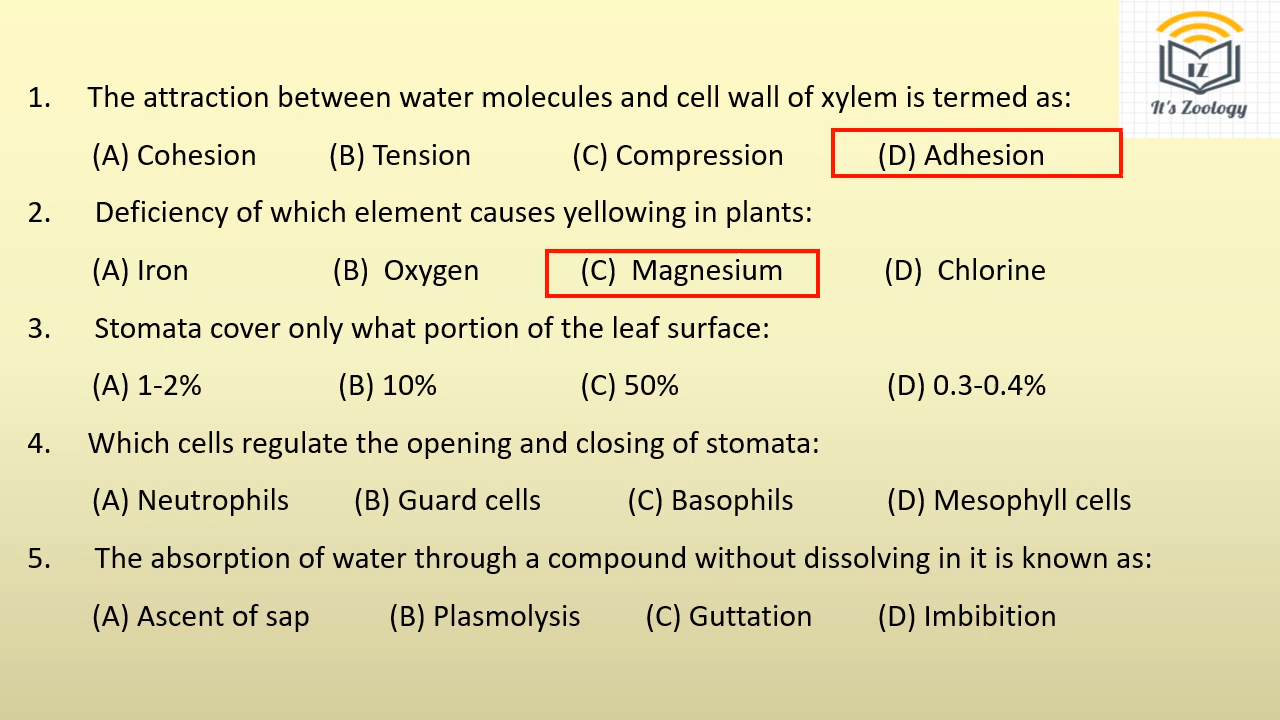 IZ
It's Zoology
1. The attraction between water molecules and cell wall of xylem is termed as:
(A) Cohesion (B) Tension (C) Compression (D) Adhesion
2. Deficiency of which element causes yellowing in plants:
(A) Iron (B) Oxygen (C) Magnesium (D) Chlorine
3. Stomata cover only what portion of the leaf surface:
(A) 1-2% (B) 10% (C) 50% (D) 0.3-0.4%
4. Which cells regulate the opening and closing of stomata:
(A) Neutrophils (B) Guard cells (C) Basophils (D) Mesophyll cells
5. The absorption of water through a compound without dissolving in it is known as:
(A) Ascent of sap (B) Plasmolysis (C) Guttation (D) Imbibition